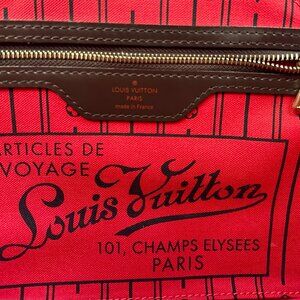 LOUIS VUITTON
PARIS
made in France
ARTICLES DE
VOYAGE
Louis Vuitton
101, CHAMPS ELYSEES
PARIS